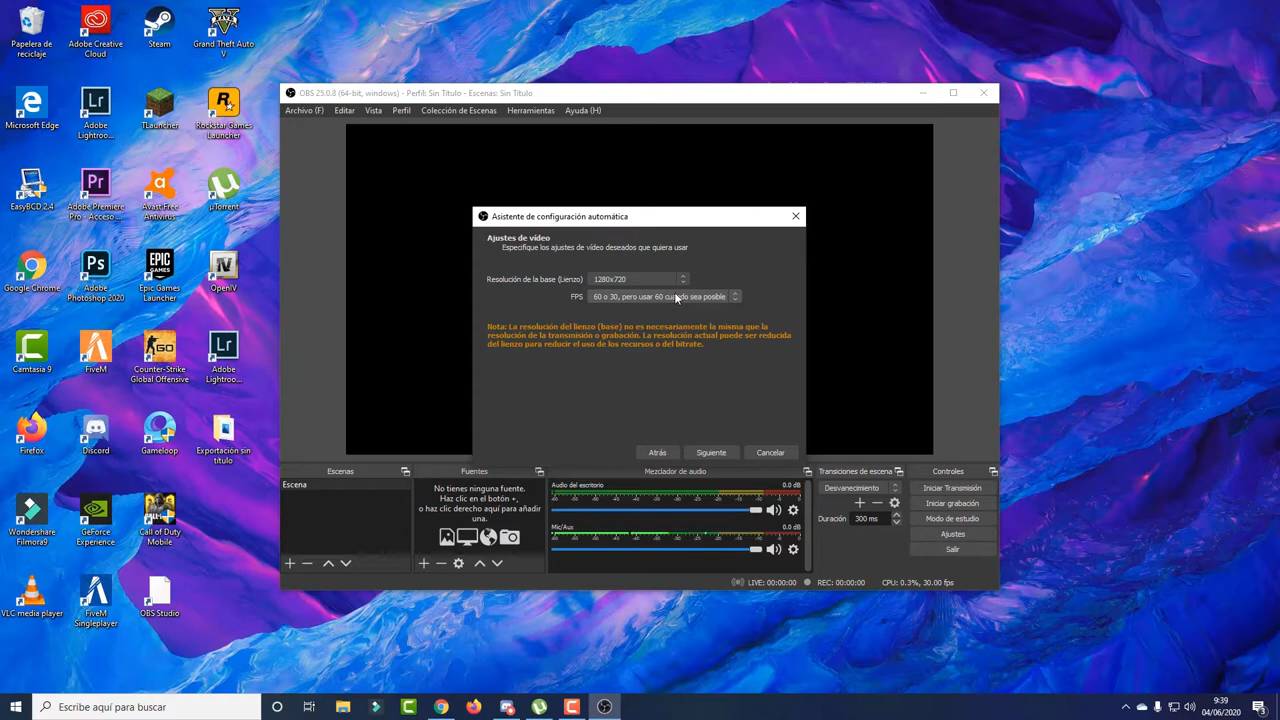 Papelera de
reciclaje
Adobe Creative
Cloud
Steam
Grand Theft Auto
V
Microsoft Edge
Adobe
Lightroo...
TLauncher
Rockstar Games
Launcher
EasyBCD 2.4
Adobe Premiere
Pro - Acceso ...
Avast Free
Antivirus
µTorrent
Google Chrome
Adobe
Photoshop 2020
Epic Games
Launcher
OpenIV
Camtasia 9
FiveM
Counter-Strike
Global Offensive
Adobe
Lightroo...
Firefox
Discord
Gameloop
Exportación sin
título
Wondershare
Filmora9
GeForce
Experience
Call of Duty
Mobile
VLC media player
FiveM
Singleplayer
OBS Studio
OBS 25.0.8 (64-bit, windows) - Perfil: Sin Título - Escenas: Sin Título
Archivo (F) Editar Vista Perfil Colección de Escenas Herramientas Ayuda (H)
Asistente de configuración automática
Ajustes de vídeo
Especifique los ajustes de vídeo deseados que quiera usar
Resolución de la base (Lienzo) 1280x720
FPS 60 o 30, pero usar 60 cuando sea posible
Nota: La resolución del lienzo (base) no es necesariamente la misma que la
resolución de la transmisión o grabación. La resolución actual puede ser reducida
del lienzo para reducir el uso de los recursos o del bitrate.
Atrás Siguiente Cancelar
Escenas Fuentes Mezclador de audio Transiciones de escena Controles
Escena
No tienes ninguna fuente.
Haz clic en el botón +,
o haz clic derecho aquí para añadir
una.
Audio del escritorio 0.0 dB
Mic/Aux 0.0 dB
Desvanecimiento
Duración 300 ms
Iniciar Transmisión
Iniciar grabación
Modo de estudio
Ajustes
Salir
LIVE: 00:00:00 REC: 00:00:00 CPU: 0.3%, 30.00 fps
Escribe aquí para buscar
9:39
04/06/2020